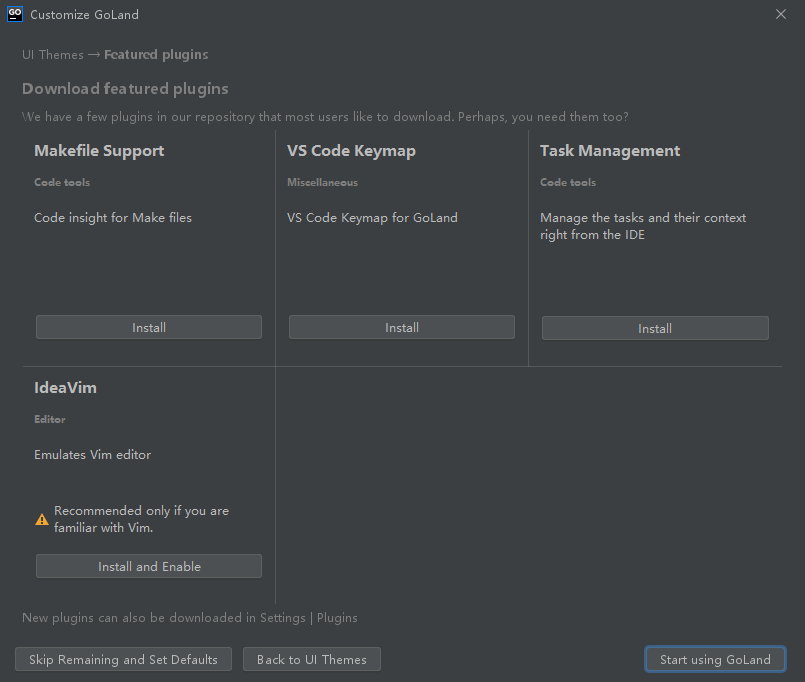 GO
Customize GoLand
UI Themes → Featured plugins
Download featured plugins
We have a few plugins in our repository that most users like to download. Perhaps, you need them too?
Makefile Support
Code tools
Code insight for Make files
Install
VS Code Keymap
Miscellaneous
VS Code Keymap for GoLand
Install
Task Management
Code tools
Manage the tasks and their context
right from the IDE
Install
IdeaVim
Editor
Emulates Vim editor
Recommended only if you are
familiar with Vim.
Install and Enable
New plugins can also be downloaded in Settings | Plugins
Skip Remaining and Set Defaults
Back to UI Themes
Start using GoLand